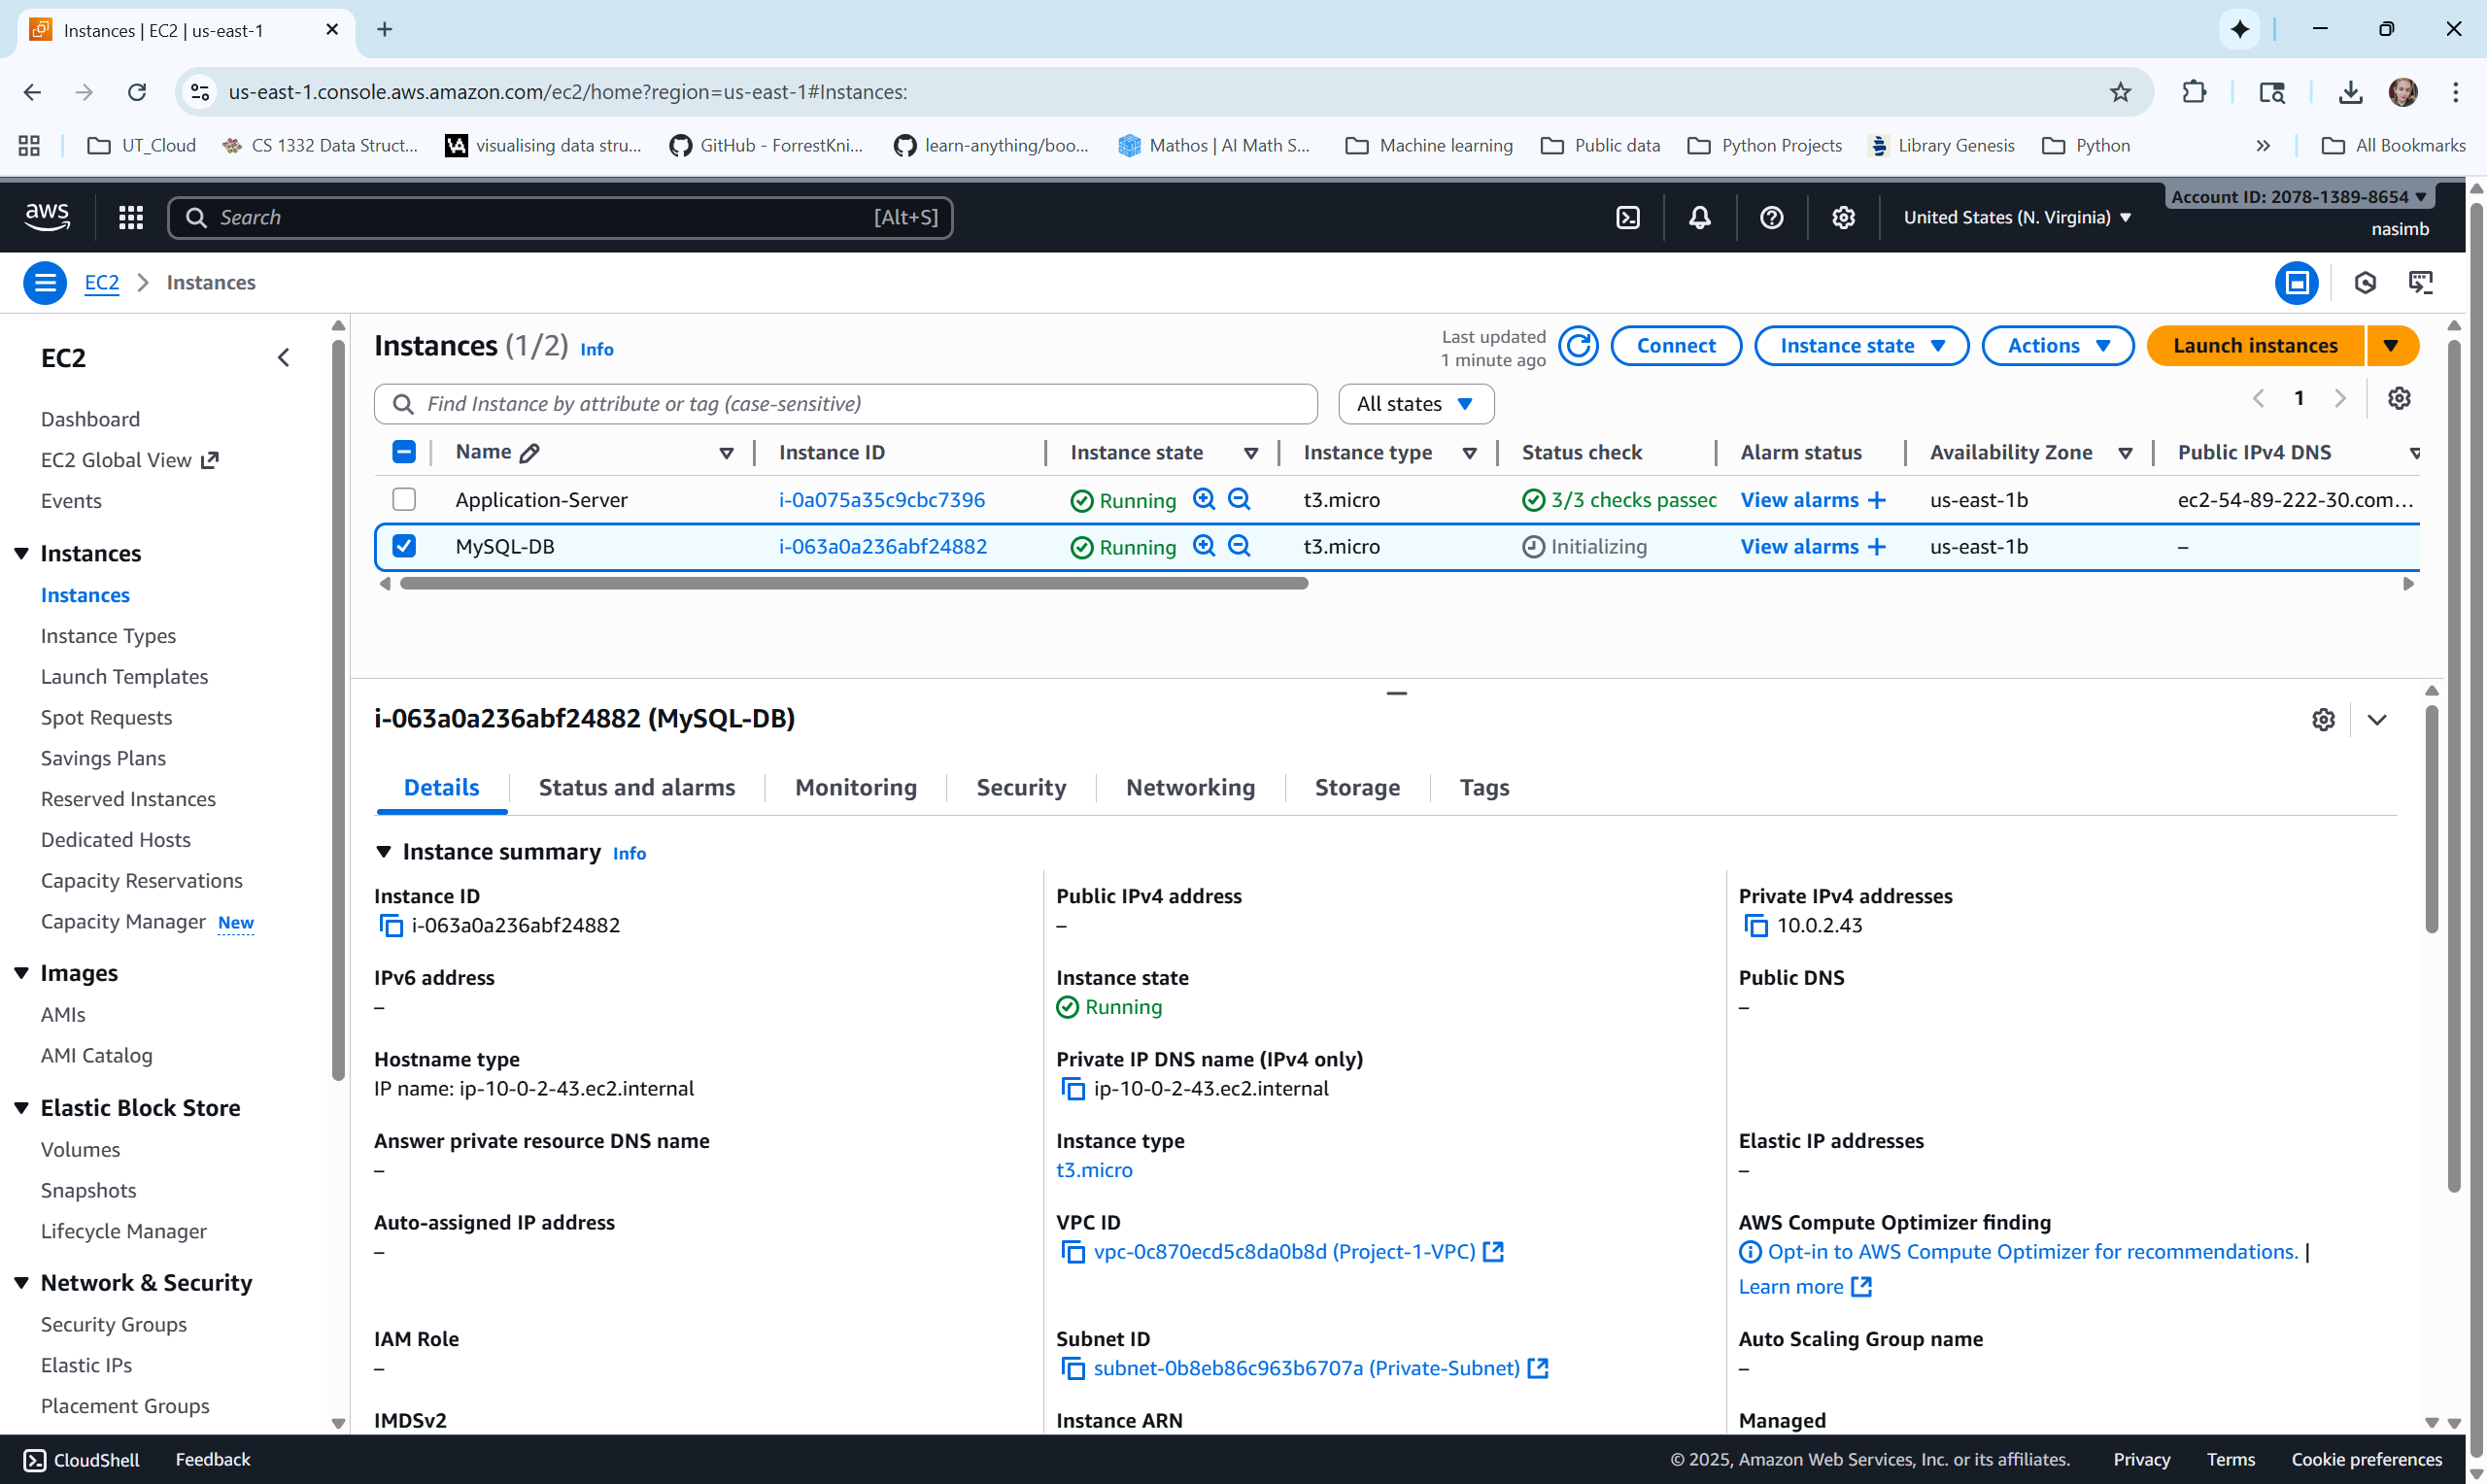 Instances | EC2 | us-east-1
us-east-1.console.aws.amazon.com/ec2/home?region=us-east-1#Instances:
UT_Cloud
CS 1332 Data Struct...
VA visualising data stru...
GitHub - ForrestKni...
learn-anything/boo...
Mathos | AI Math S...
Machine learning
Public data
Python Projects
Library Genesis
Python
All Bookmarks
aws
Search [Alt+S]
United States (N. Virginia)
Account ID: 2078-1389-8654
nasimb
EC2 Instances
EC2
Dashboard
EC2 Global View
Events
Instances
Instances
Instance Types
Launch Templates
Spot Requests
Savings Plans
Reserved Instances
Dedicated Hosts
Capacity Reservations
Capacity Manager New
Images
AMIs
AMI Catalog
Elastic Block Store
Volumes
Snapshots
Lifecycle Manager
Network & Security
Security Groups
Elastic IPs
Placement Groups
Instances (1/2) Info
Last updated
1 minute ago
Connect
Instance state
Actions
Launch instances
Find Instance by attribute or tag (case-sensitive)
All states
1
Name Instance ID Instance state Instance type Status check Alarm status Availability Zone Public IPv4 DNS
Application-Server i-0a075a35c9cbc7396 Running t3.micro 3/3 checks passed View alarms + us-east-1b ec2-54-89-222-30.com...
MySQL-DB i-063a0a236abf24882 Running t3.micro Initializing View alarms + us-east-1b –
i-063a0a236abf24882 (MySQL-DB)
Details
Status and alarms
Monitoring
Security
Networking
Storage
Tags
Instance summary Info
Instance ID
i-063a0a236abf24882
Public IPv4 address
–
Private IPv4 addresses
10.0.2.43
IPv6 address
–
Instance state
Running
Public DNS
–
Hostname type
IP name: ip-10-0-2-43.ec2.internal
Private IP DNS name (IPv4 only)
ip-10-0-2-43.ec2.internal
Answer private resource DNS name
–
Instance type
t3.micro
Elastic IP addresses
–
Auto-assigned IP address
–
VPC ID
vpc-0c870ecd5c8da0b8d (Project-1-VPC)
AWS Compute Optimizer finding
Opt-in to AWS Compute Optimizer for recommendations. |
Learn more
IAM Role
–
Subnet ID
subnet-0b8eb86c963b6707a (Private-Subnet)
Auto Scaling Group name
–
IMDSv2
Instance ARN
Managed
CloudShell
Feedback
© 2025, Amazon Web Services, Inc. or its affiliates.
Privacy
Terms
Cookie preferences